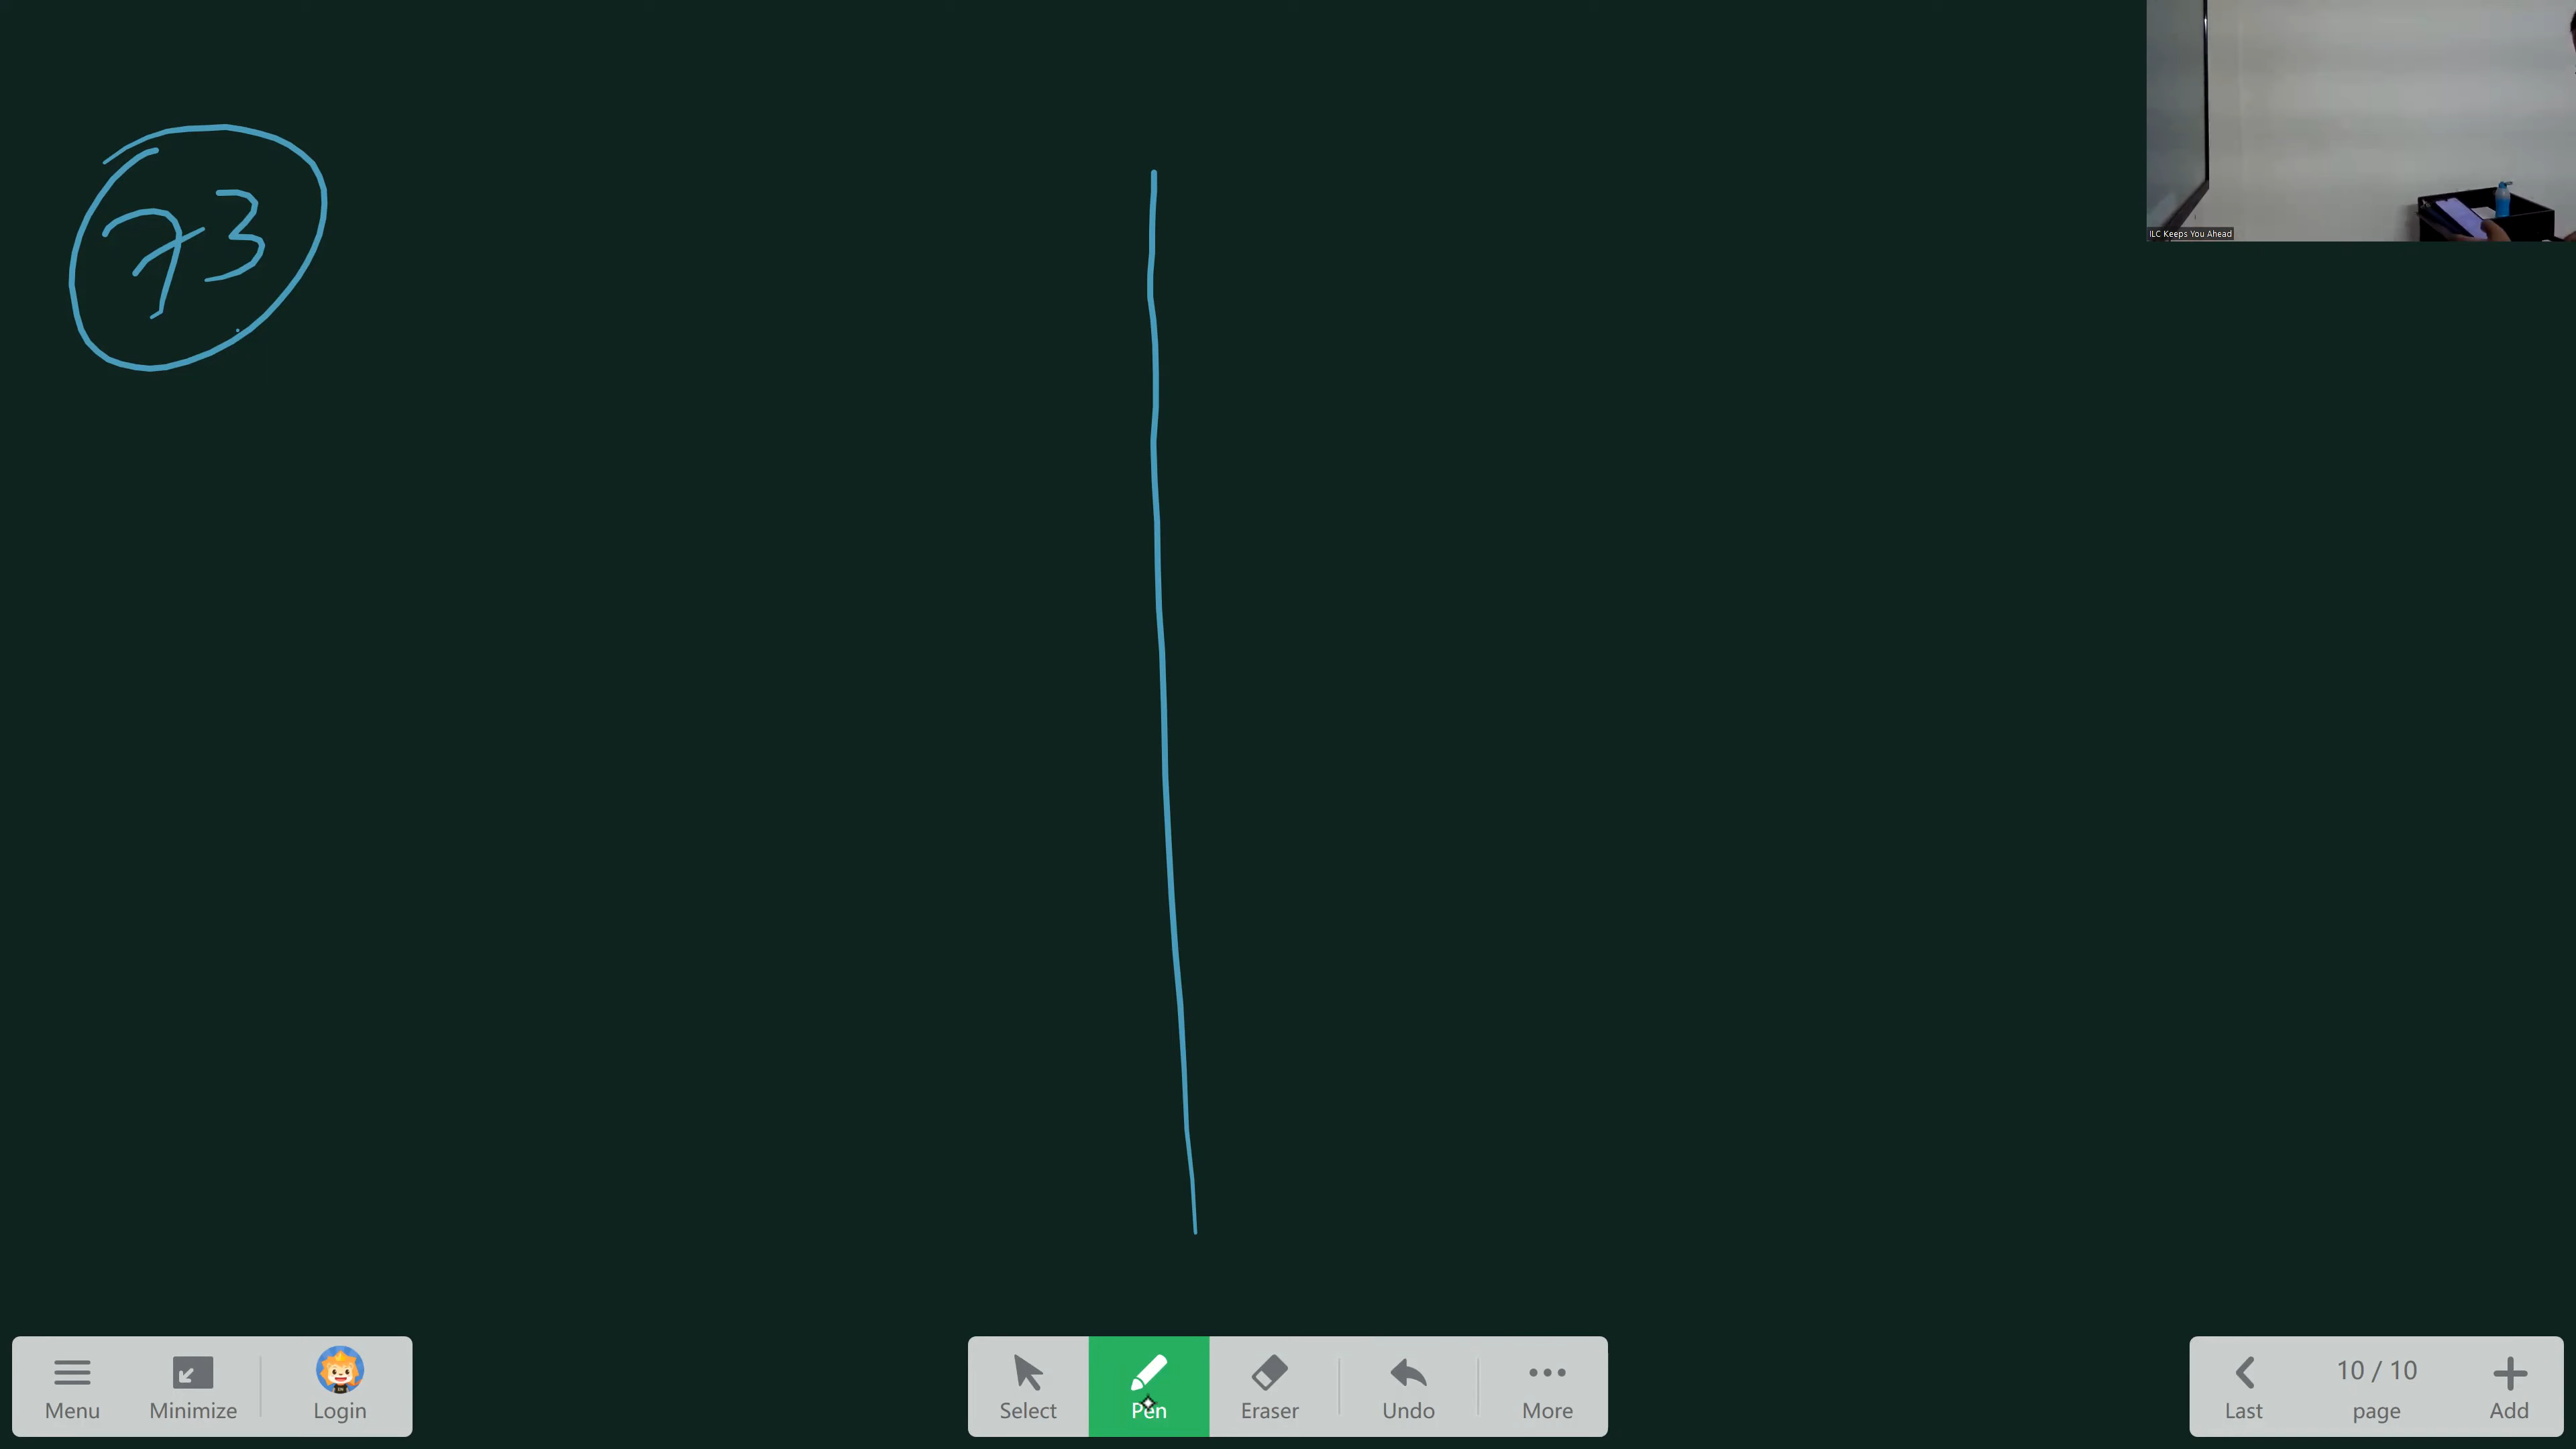 73
ILC Keeps You Ahead
Menu
Minimize
Login
Select
Pen
Eraser
Undo
More
Last
10 / 10
page
Add